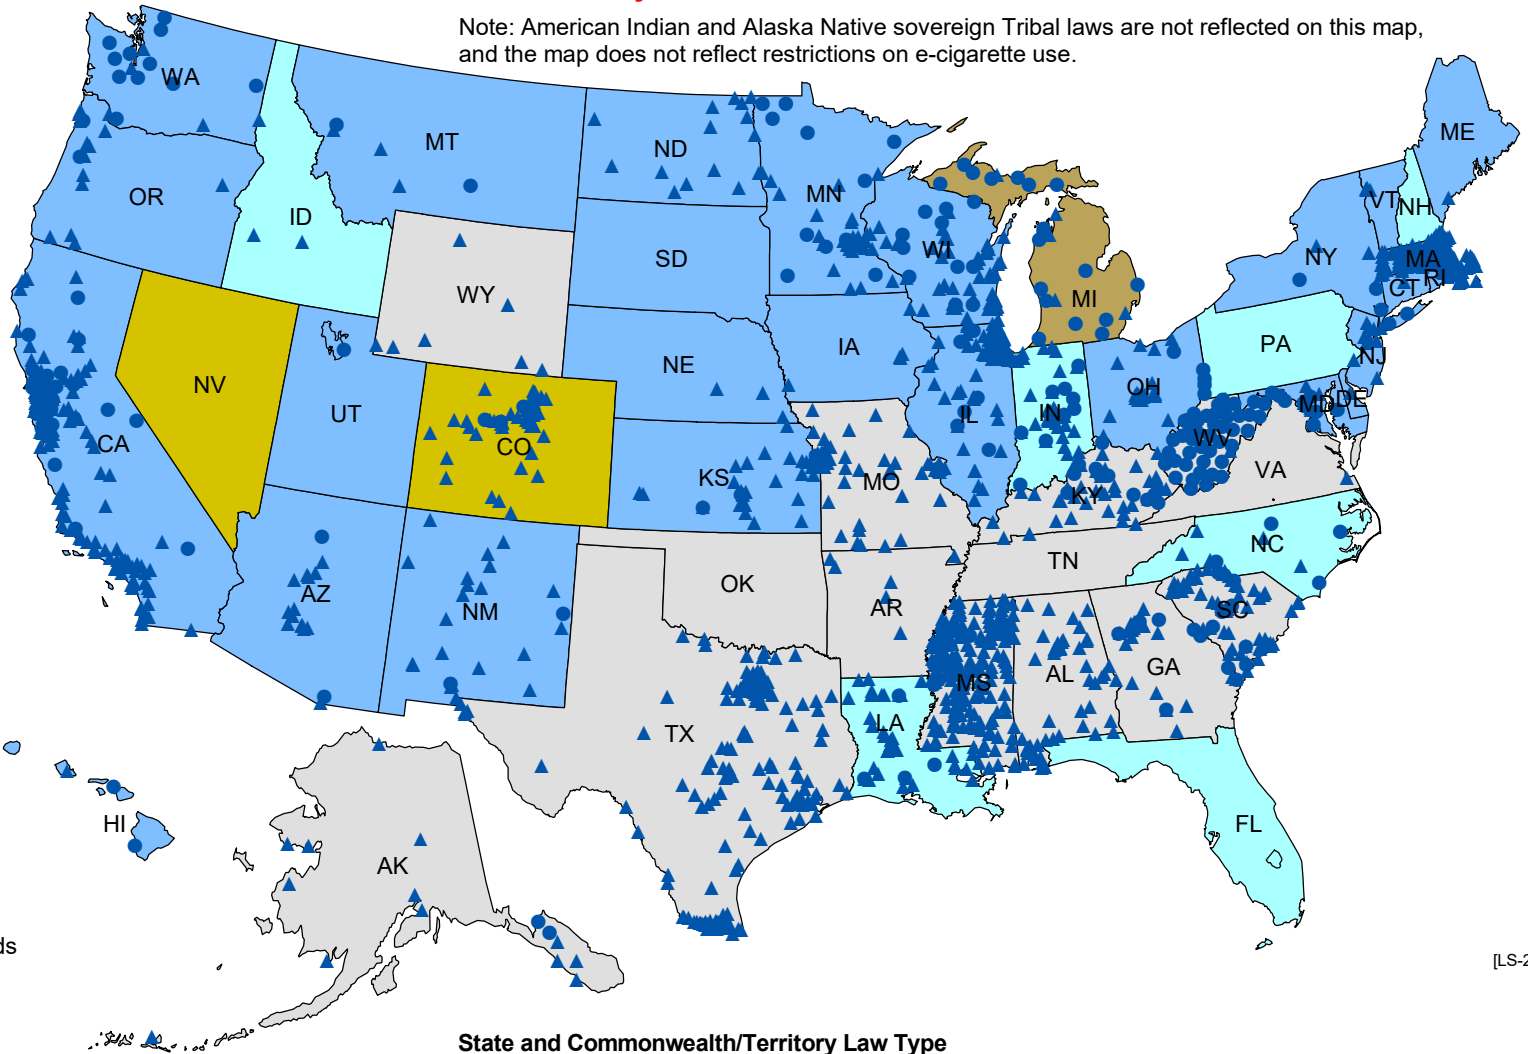 Note: American Indian and Alaska Native sovereign Tribal laws are not reflected on this map,
and the map does not reflect restrictions on e-cigarette use.
WA
MT
ND
MN
ME
OR
ID
SD
WI
VT
NH
NY
MA
CT
RI
WY
MI
IA
NE
PA
NJ
NV
UT
CO
CA
IL
IN
OH
MD
DE
WV
KS
MO
KY
VA
NC
TN
OK
AR
AZ
NM
SC
MS
AL
GA
TX
LA
FL
HI
AK
ds
[LS-2
State and Commonwealth/Territory Law Type